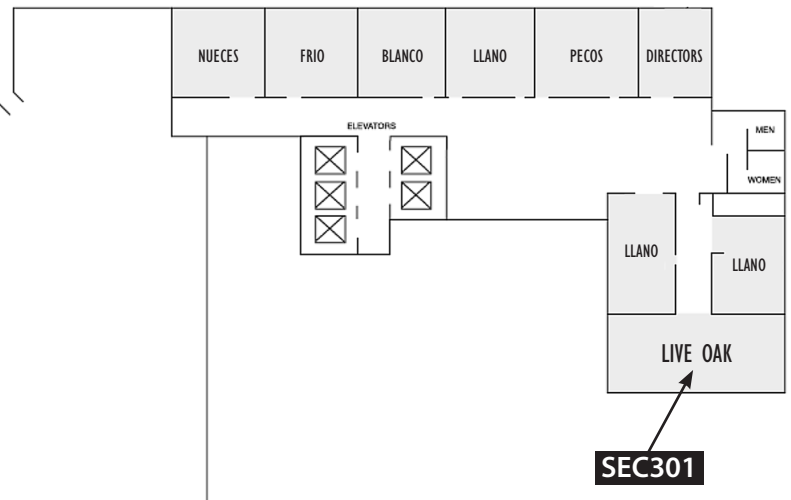 NUECES
FRIO
BLANCO
LLANO
PECOS
DIRECTORS
ELEVATORS
MEN
WOMEN
LLANO
LLANO
LIVE OAK
SEC301